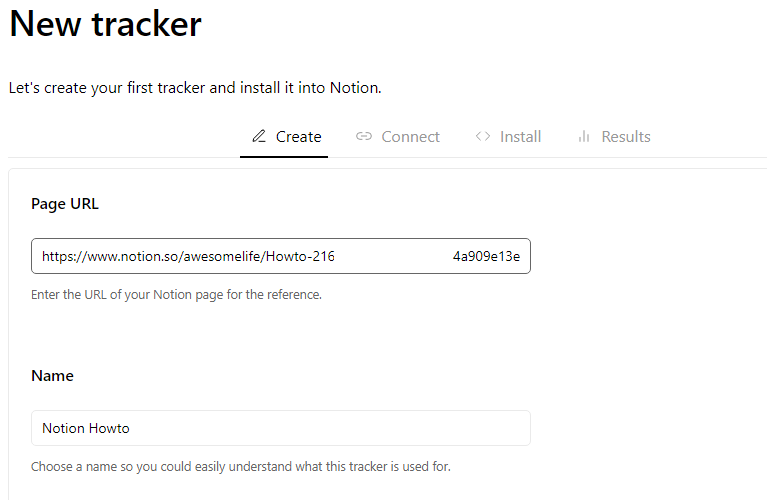 New tracker
Let's create your first tracker and install it into Notion.
Create Connect Install Results
Page URL
https://www.notion.so/awesomelife/Howto-216 4a909e13e
Enter the URL of your Notion page for the reference.
Name
Notion Howto
Choose a name so you could easily understand what this tracker is used for.